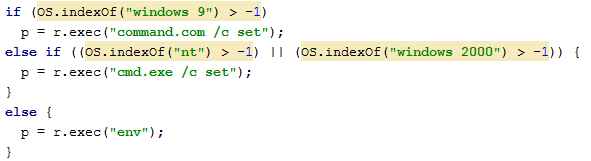 if (OS.indexOf("windows 9") > -1)
  p = r.exec("command.com /c set");
else if ((OS.indexOf("nt") > -1) || (OS.indexOf("windows 2000") > -1)) {
  p = r.exec("cmd.exe /c set");
}
else {
  p = r.exec("env");
}